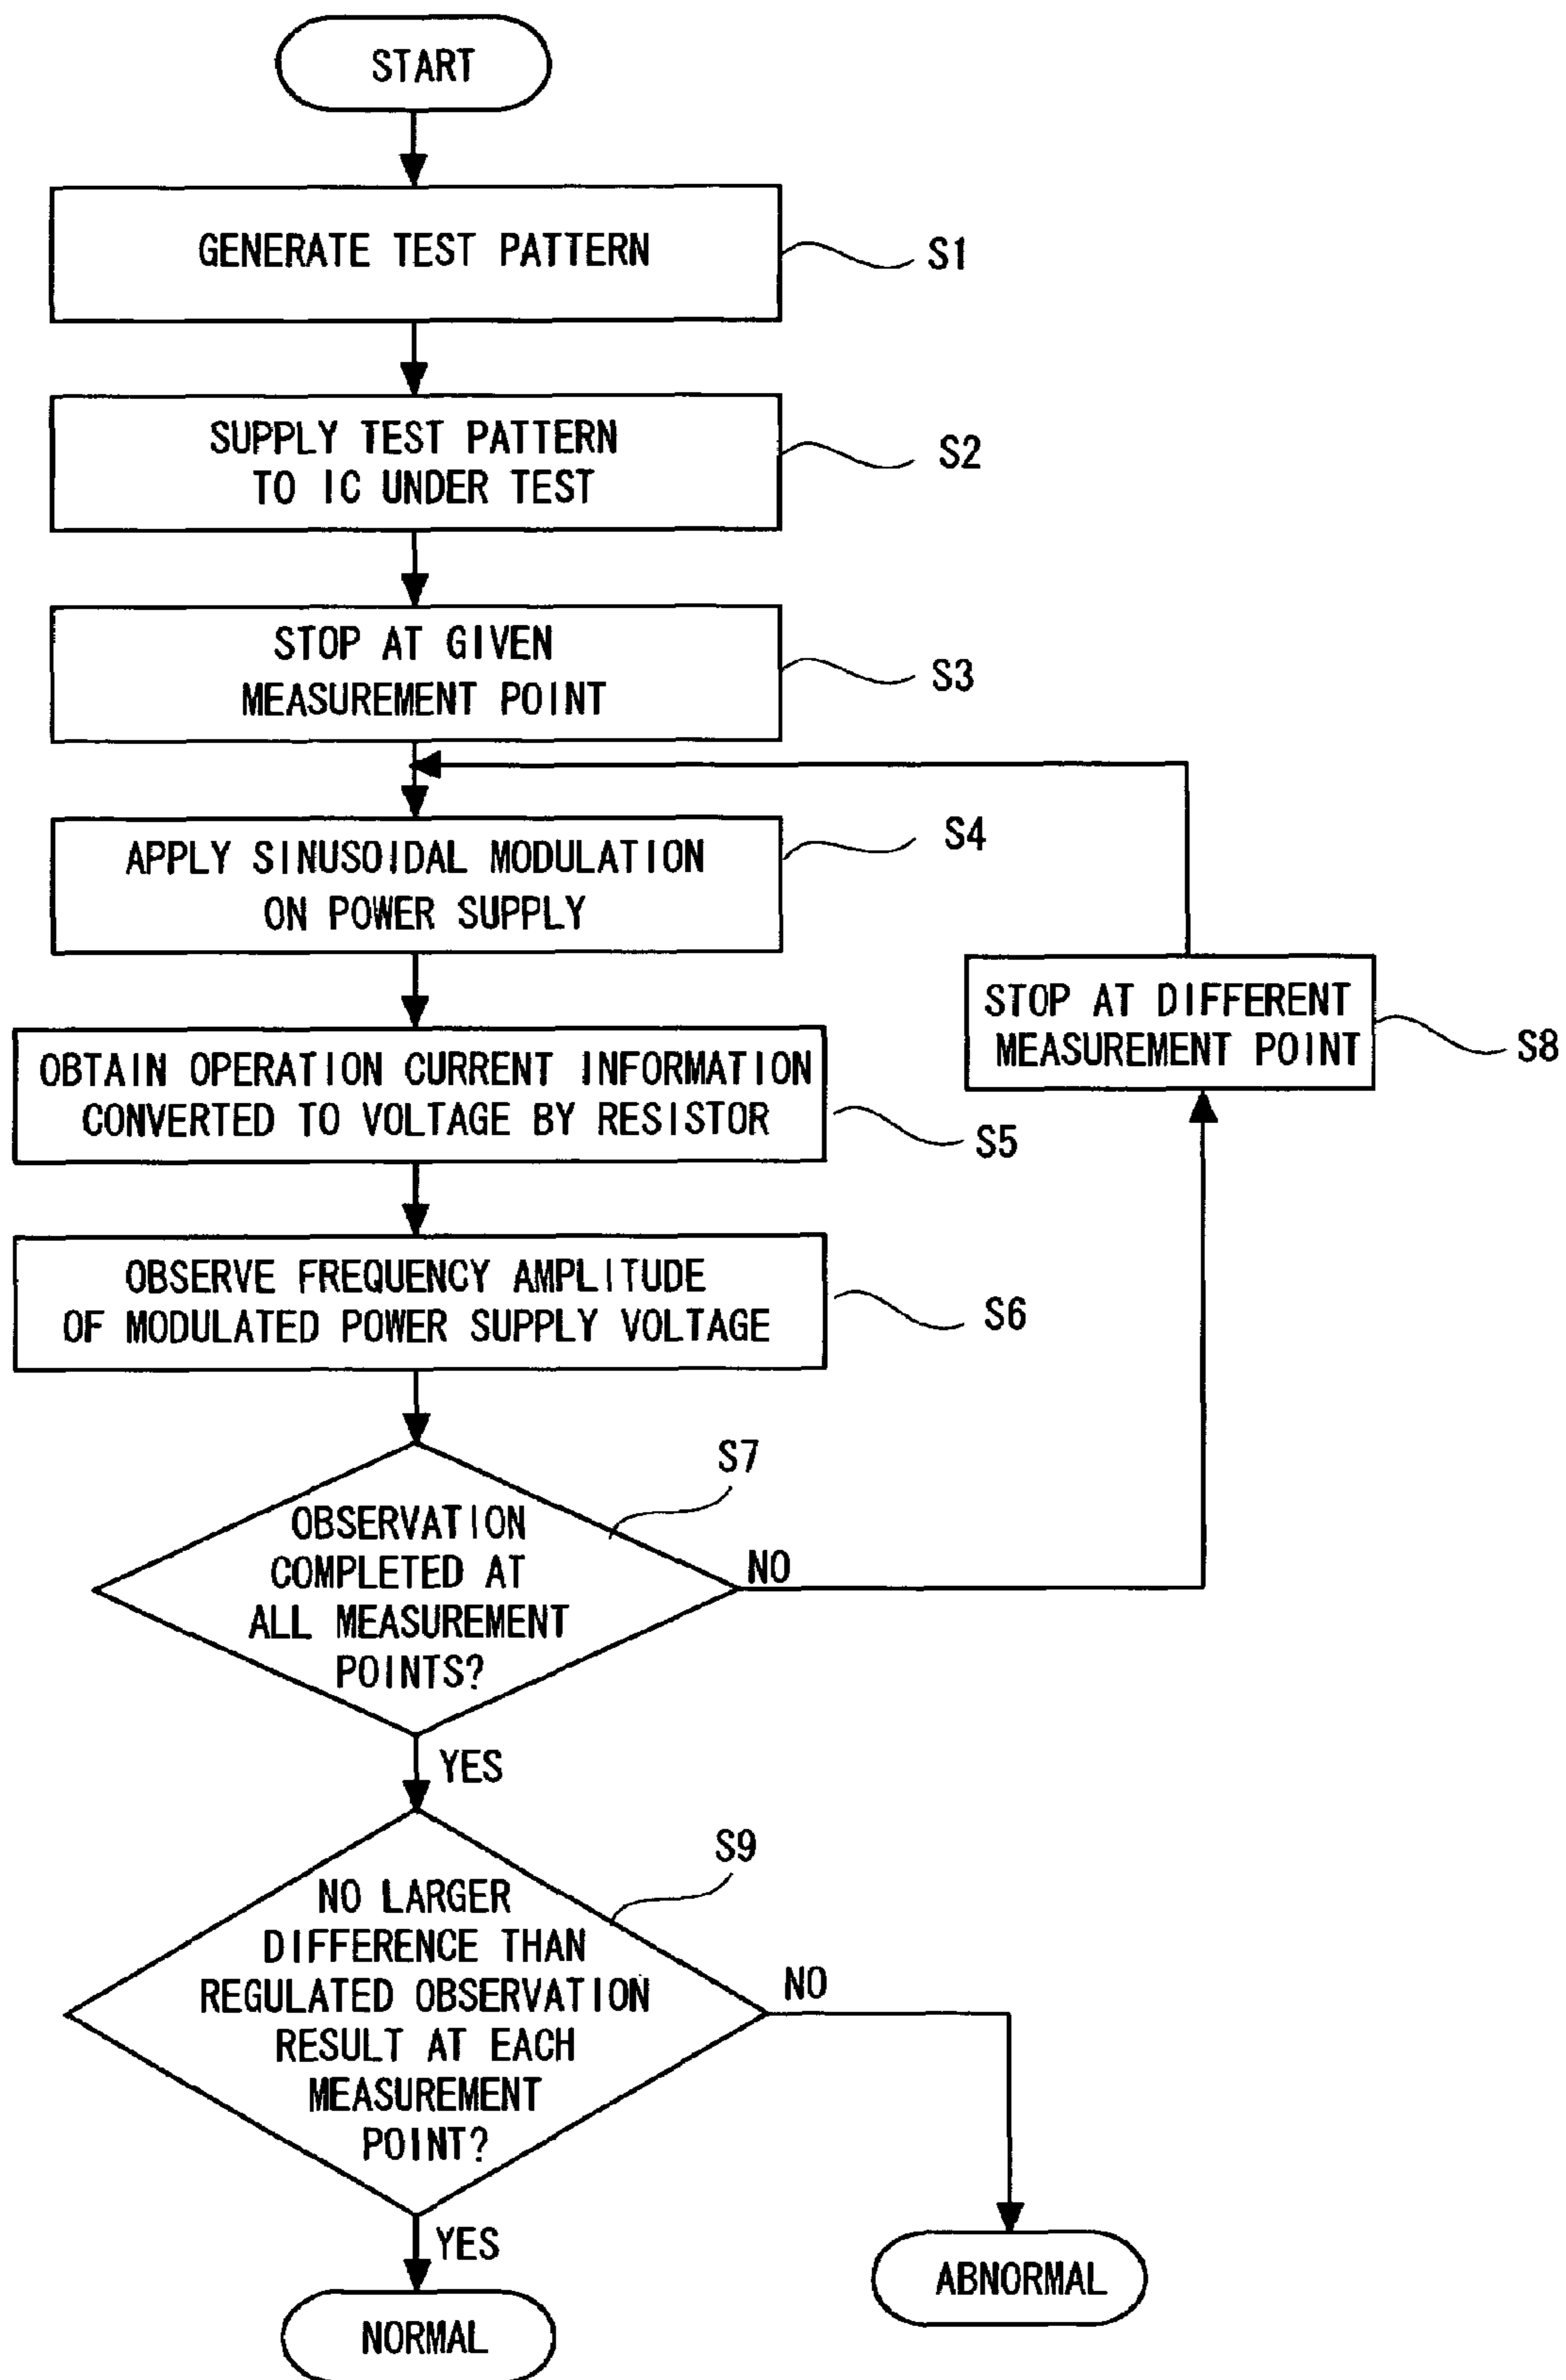 START
GENERATE TEST PATTERN
S1
SUPPLY TEST PATTERN
TO IC UNDER TEST
S2
STOP AT GIVEN
MEASUREMENT POINT
S3
APPLY SINUSOIDAL MODULATION
ON POWER SUPPLY
S4
STOP AT DIFFERENT
MEASUREMENT POINT
S8
OBTAIN OPERATION CURRENT INFORMATION
CONVERTED TO VOLTAGE BY RESISTOR
S5
OBSERVE FREQUENCY AMPLITUDE
OF MODULATED POWER SUPPLY VOLTAGE
S6
S7
OBSERVATION
COMPLETED AT
ALL MEASUREMENT
POINTS?
NO
YES
S9
NO LARGER
DIFFERENCE THAN
REGULATED OBSERVATION
RESULT AT EACH
MEASUREMENT
POINT?
NO
YES
ABNORMAL
NORMAL